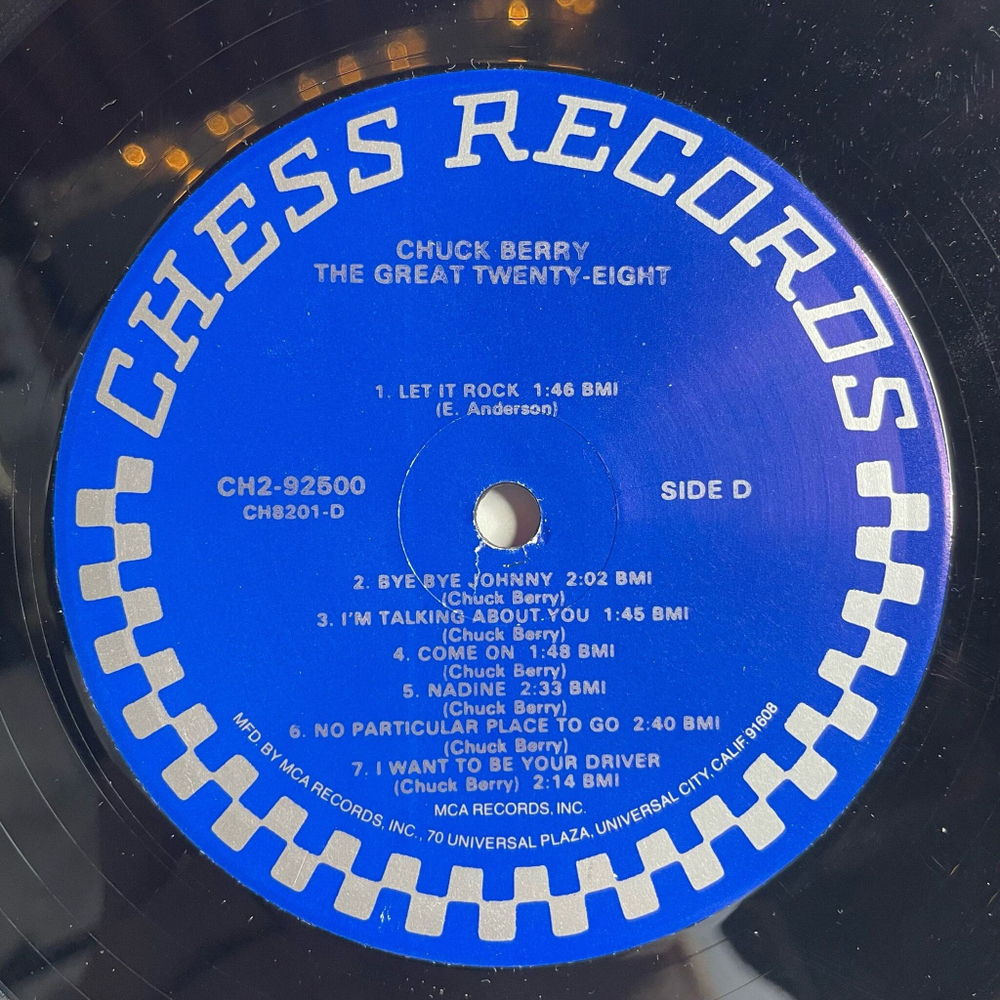 CHESS RECORDS
CHUCK BERRY
THE GREAT TWENTY-EIGHT
1. LET IT ROCK 1:46 BMI
(E. Anderson)
CH2-92500
CH8201-D
SIDE D
2. BYE BYE JOHNNY 2:02 BMI
(Chuck Berry)
3. I'M TALKING ABOUT YOU 1:45 BMI
(Chuck Berry)
4. COME ON 1:48 BMI
(Chuck Berry)
5. NADINE 2:33 BMI
(Chuck Berry)
6. NO PARTICULAR PLACE TO GO 2:40 BMI
(Chuck Berry)
7. I WANT TO BE YOUR DRIVER
(Chuck Berry) 2:14 BMI
MCA RECORDS, INC.
MFD. BY MCA RECORDS, INC., 70 UNIVERSAL PLAZA, UNIVERSAL CITY, CALIF. 91608